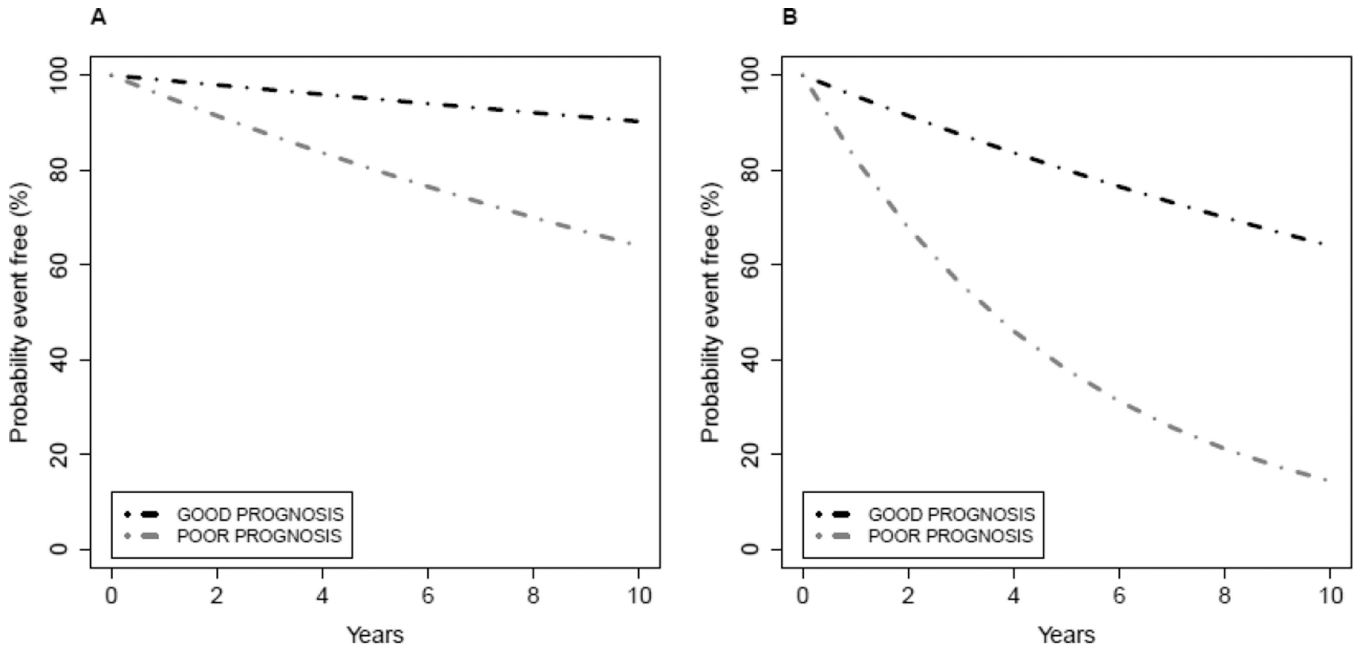 A
Probability event free (%)
100
80
60
40
20
0
GOOD PROGNOSIS
POOR PROGNOSIS
0 2 4 6 8 10
Years
B
Probability event free (%)
100
80
60
40
20
0
GOOD PROGNOSIS
POOR PROGNOSIS
0 2 4 6 8 10
Years